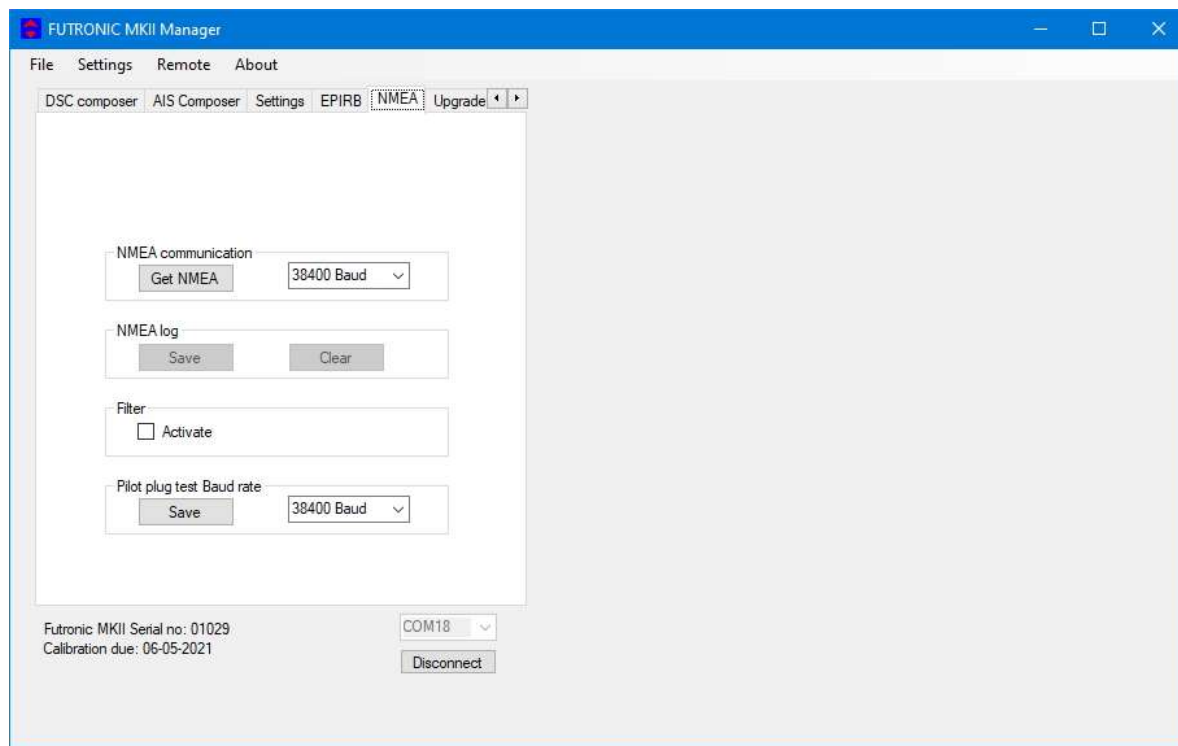 FUTRONIC MKII Manager
File Settings Remote About
DSC composer AIS Composer Settings EPIRB NMEA Upgrade
NMEA communication
Get NMEA 38400 Baud
NMEA log
Save Clear
Filter
Activate
Pilot plug test Baud rate
Save 38400 Baud
Futronic MKII Serial no: 01029 COM18
Calibration due: 06-05-2021
Disconnect